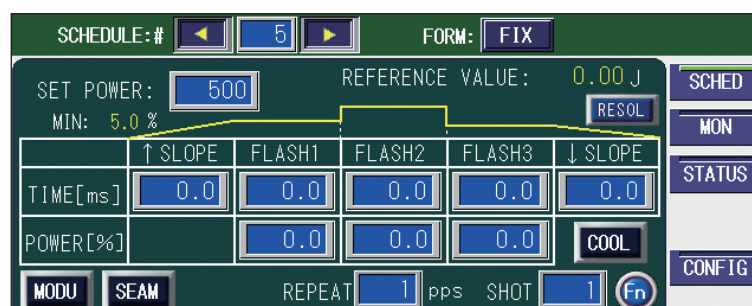 SCHEDULE:# ◄ 5 ► FORM: FIX
SET POWER: 500 REFERENCE VALUE: 0.00 J SCHED
MIN: 5.0 % RESOL MON
↑ SLOPE FLASH1 FLASH2 FLASH3 ↓ SLOPE STATUS
TIME[ms] 0.0 0.0 0.0 0.0 0.0
POWER[%] 0.0 0.0 0.0 COOL
CONFIG
MODU SEAM REPEAT 1 pps SHOT 1 Fn